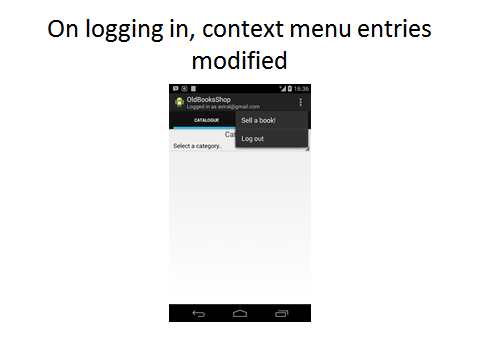 On logging in, context menu entries
modified
16:36
OldBooksShop
Logged in as aviral@gmail.com
CATALOGUE
Sell a book!
Cat
Log out
Select a category..